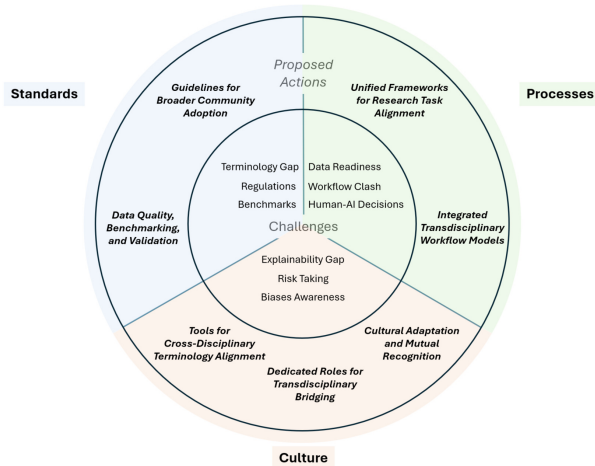 Proposed
Actions
Standards
Processes
Guidelines for
Broader Community
Adoption
Unified Frameworks
for Research Task
Alignment
Terminology Gap
Regulations
Benchmarks
Data Readiness
Workflow Clash
Human-AI Decisions
Data Quality,
Benchmarking,
and Validation
Integrated
Transdisciplinary
Workflow Models
Challenges
Explainability Gap
Risk Taking
Biases Awareness
Tools for
Cross-Disciplinary
Terminology Alignment
Dedicated Roles for
Transdisciplinary
Bridging
Cultural Adaptation
and Mutual
Recognition
Culture